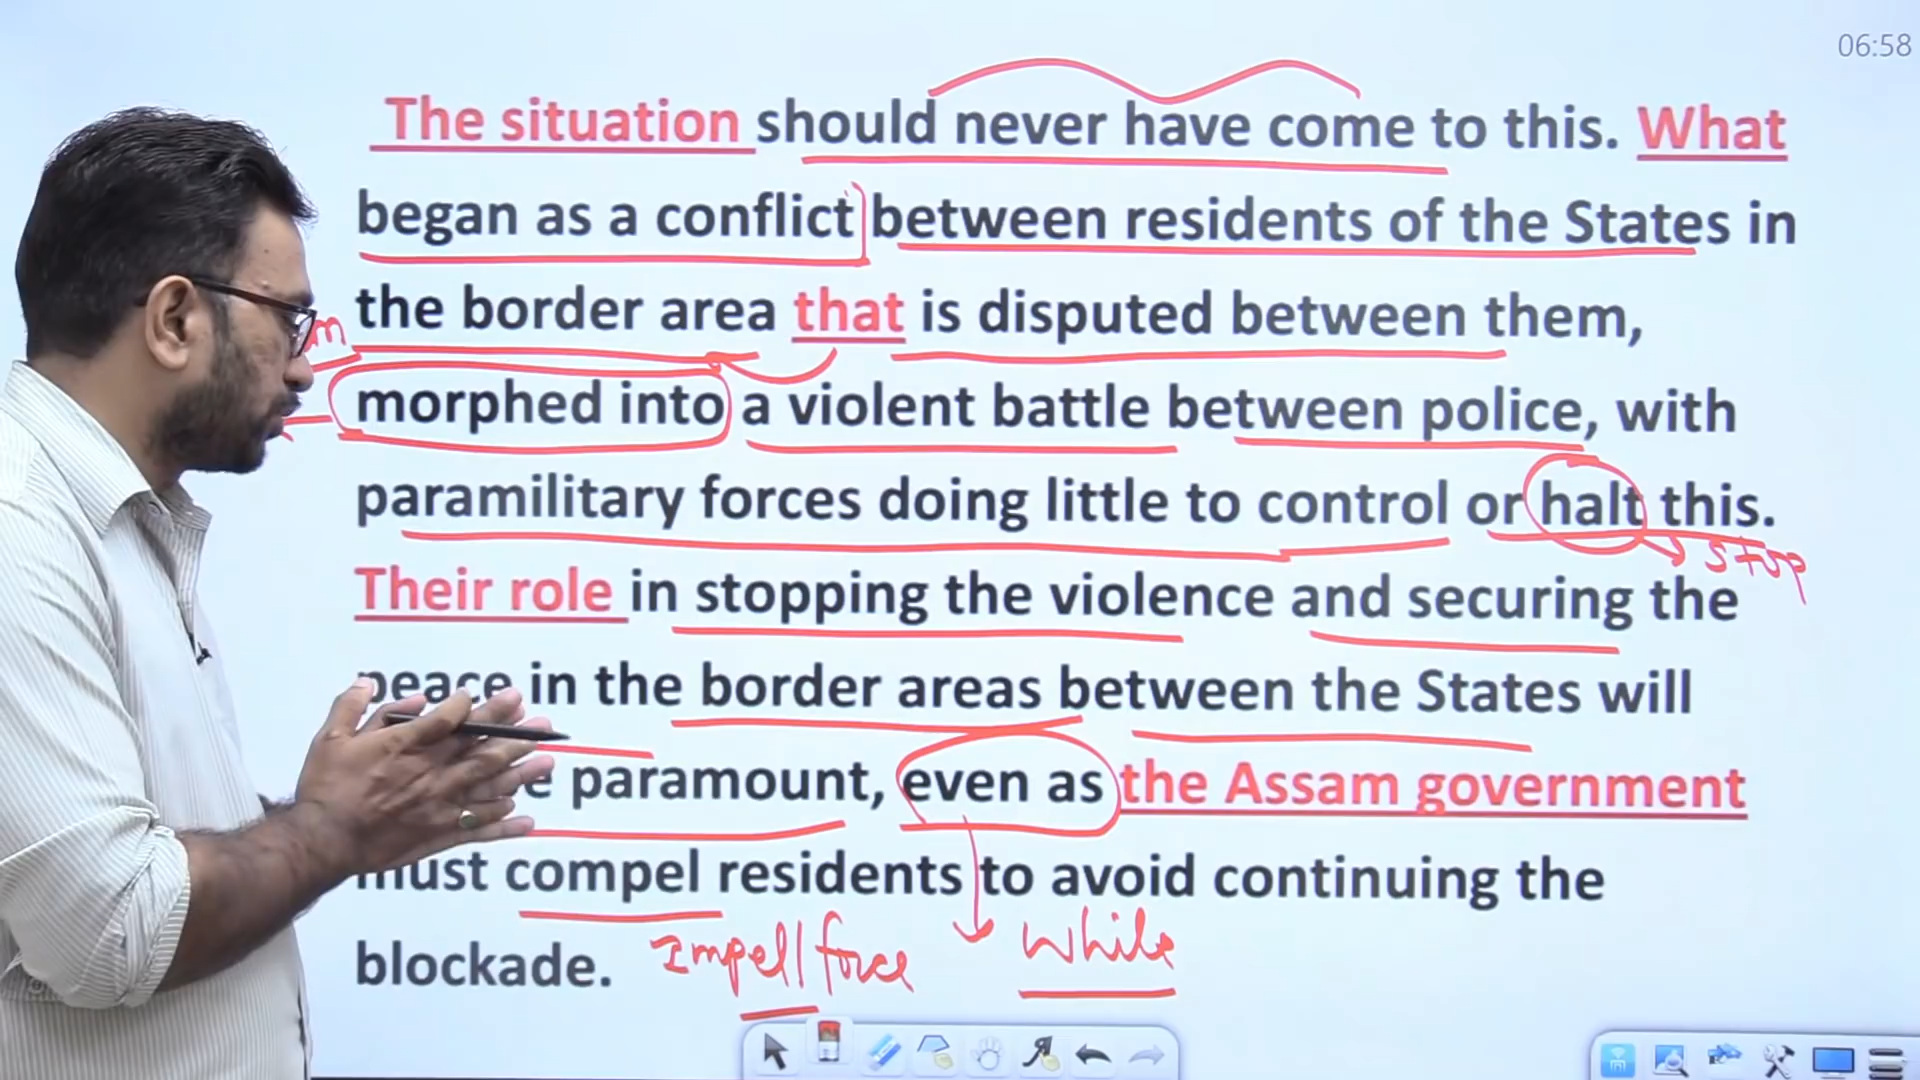 06:58
The situation should never have come to this. What
began as a conflict between residents of the States in
the border area that is disputed between them,
morphed into a violent battle between police, with
paramilitary forces doing little to control or halt this.
stop
Their role in stopping the violence and securing the
peace in the border areas between the States will
paramount, even as the Assam government
must compel residents to avoid continuing the
blockade. Impell/force while